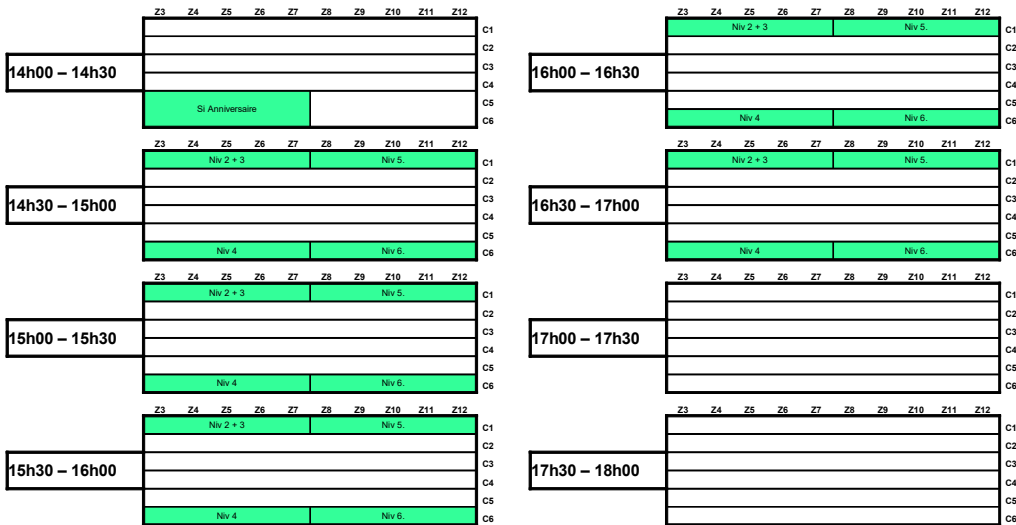 Z3 Z4 Z5 Z6 Z7 Z8 Z9 Z10 Z11 Z12
C1
C2
14h00 – 14h30 C3
C4
Si Anniversaire C5
C6
Z3 Z4 Z5 Z6 Z7 Z8 Z9 Z10 Z11 Z12
Niv 2 + 3 Niv 5. C1
C2
14h30 – 15h00 C3
C4
C5
Niv 4 Niv 6. C6
Z3 Z4 Z5 Z6 Z7 Z8 Z9 Z10 Z11 Z12
Niv 2 + 3 Niv 5. C1
C2
15h00 – 15h30 C3
C4
C5
Niv 4 Niv 6. C6
Z3 Z4 Z5 Z6 Z7 Z8 Z9 Z10 Z11 Z12
Niv 2 + 3 Niv 5. C1
C2
15h30 – 16h00 C3
C4
C5
Niv 4 Niv 6. C6
Z3 Z4 Z5 Z6 Z7 Z8 Z9 Z10 Z11 Z12
Niv 2 + 3 Niv 5. C1
C2
16h00 – 16h30 C3
C4
C5
Niv 4 Niv 6. C6
Z3 Z4 Z5 Z6 Z7 Z8 Z9 Z10 Z11 Z12
Niv 2 + 3 Niv 5. C1
C2
16h30 – 17h00 C3
C4
C5
Niv 4 Niv 6. C6
Z3 Z4 Z5 Z6 Z7 Z8 Z9 Z10 Z11 Z12
C1
C2
17h00 – 17h30 C3
C4
C5
C6
Z3 Z4 Z5 Z6 Z7 Z8 Z9 Z10 Z11 Z12
C1
C2
17h30 – 18h00 C3
C4
C5
C6